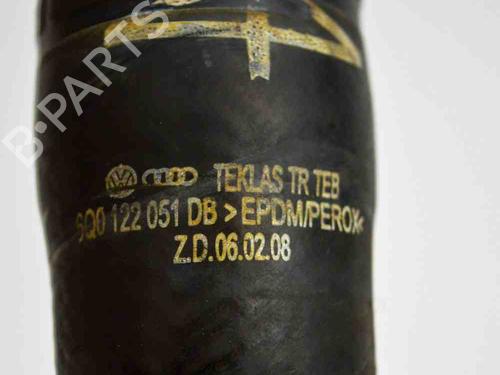 B-PARTS
TEKLAS TR TEB
6Q0 122 051 DB >EPDM/PEROX<
Z.D.06.02.08